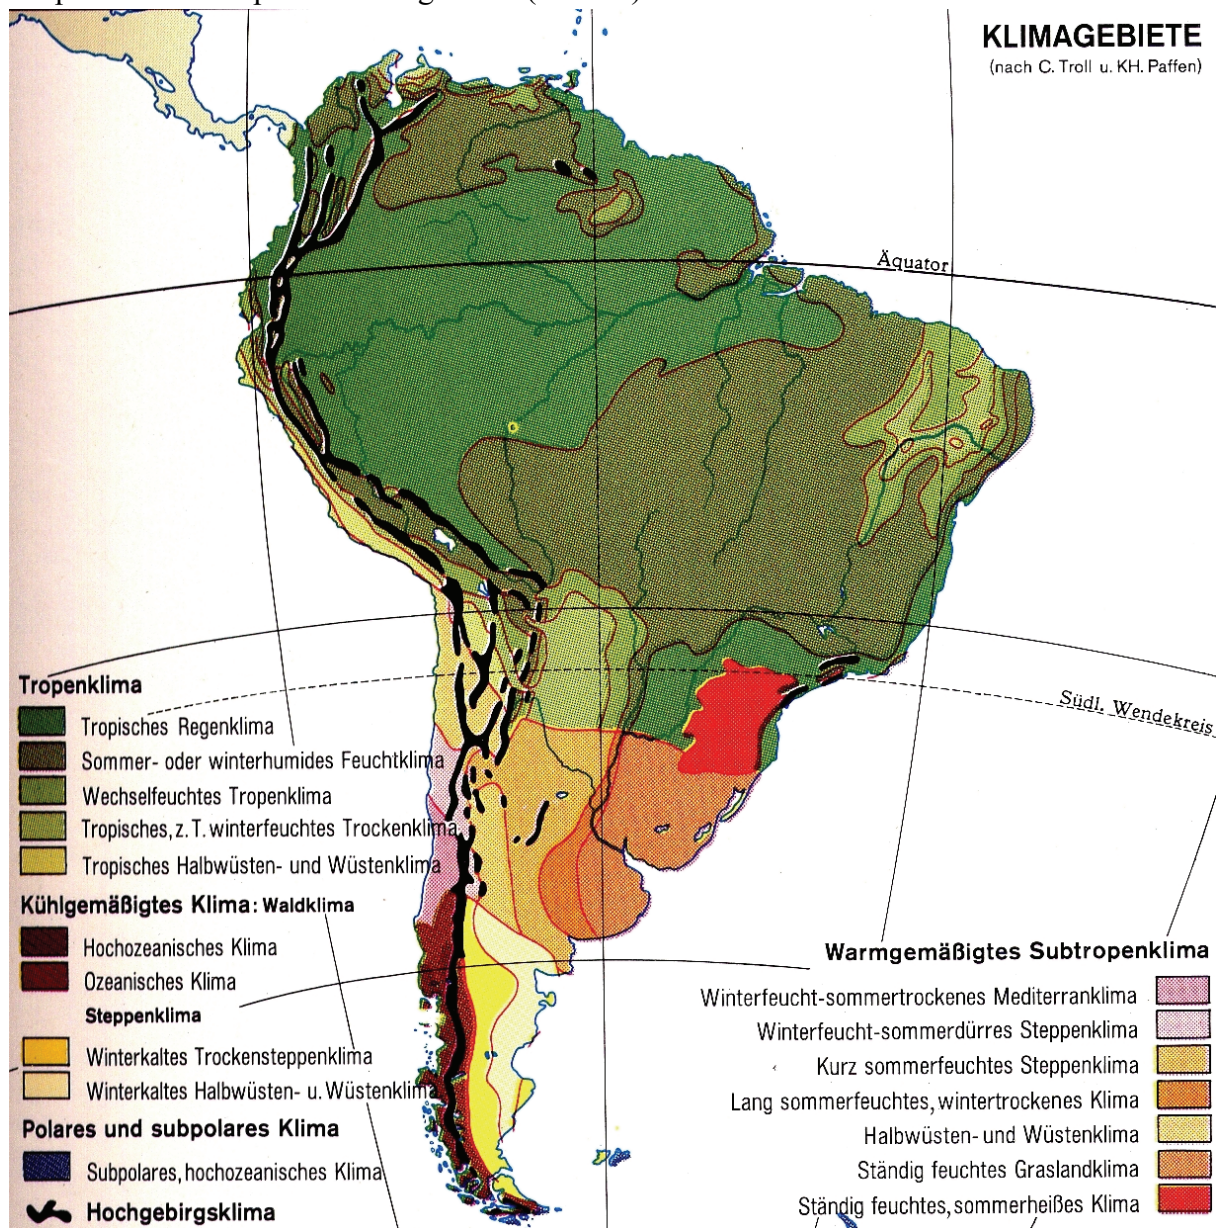 KLIMAGEBIETE
(nach C. Troll u. KH. Paffen)
Äquator
Südl. Wendekreis
Tropenklima
Tropisches Regenklima
Sommer- oder winterhumides Feuchtklima
Wechselfeuchtes Tropenklima
Tropisches, z. T. winterfeuchtes Trockenklima
Tropisches Halbwüsten- und Wüstenklima
Kühlgemäßigtes Klima: Waldklima
Hochozeanisches Klima
Ozeanisches Klima
Steppenklima
Winterkaltes Trockensteppenklima
Winterkaltes Halbwüsten- u. Wüstenklima
Polares und subpolares Klima
Subpolares, hochozeanisches Klima
Hochgebirgsklima
Warmgemäßigtes Subtropenklima
Winterfeucht-sommertrockenes Mediterranklima
Winterfeucht-sommerdürres Steppenklima
Kurz sommerfeuchtes Steppenklima
Lang sommerfeuchtes, wintertrockenes Klima
Halbwüsten- und Wüstenklima
Ständig feuchtes Graslandklima
Ständig feuchtes, sommerheißes Klima